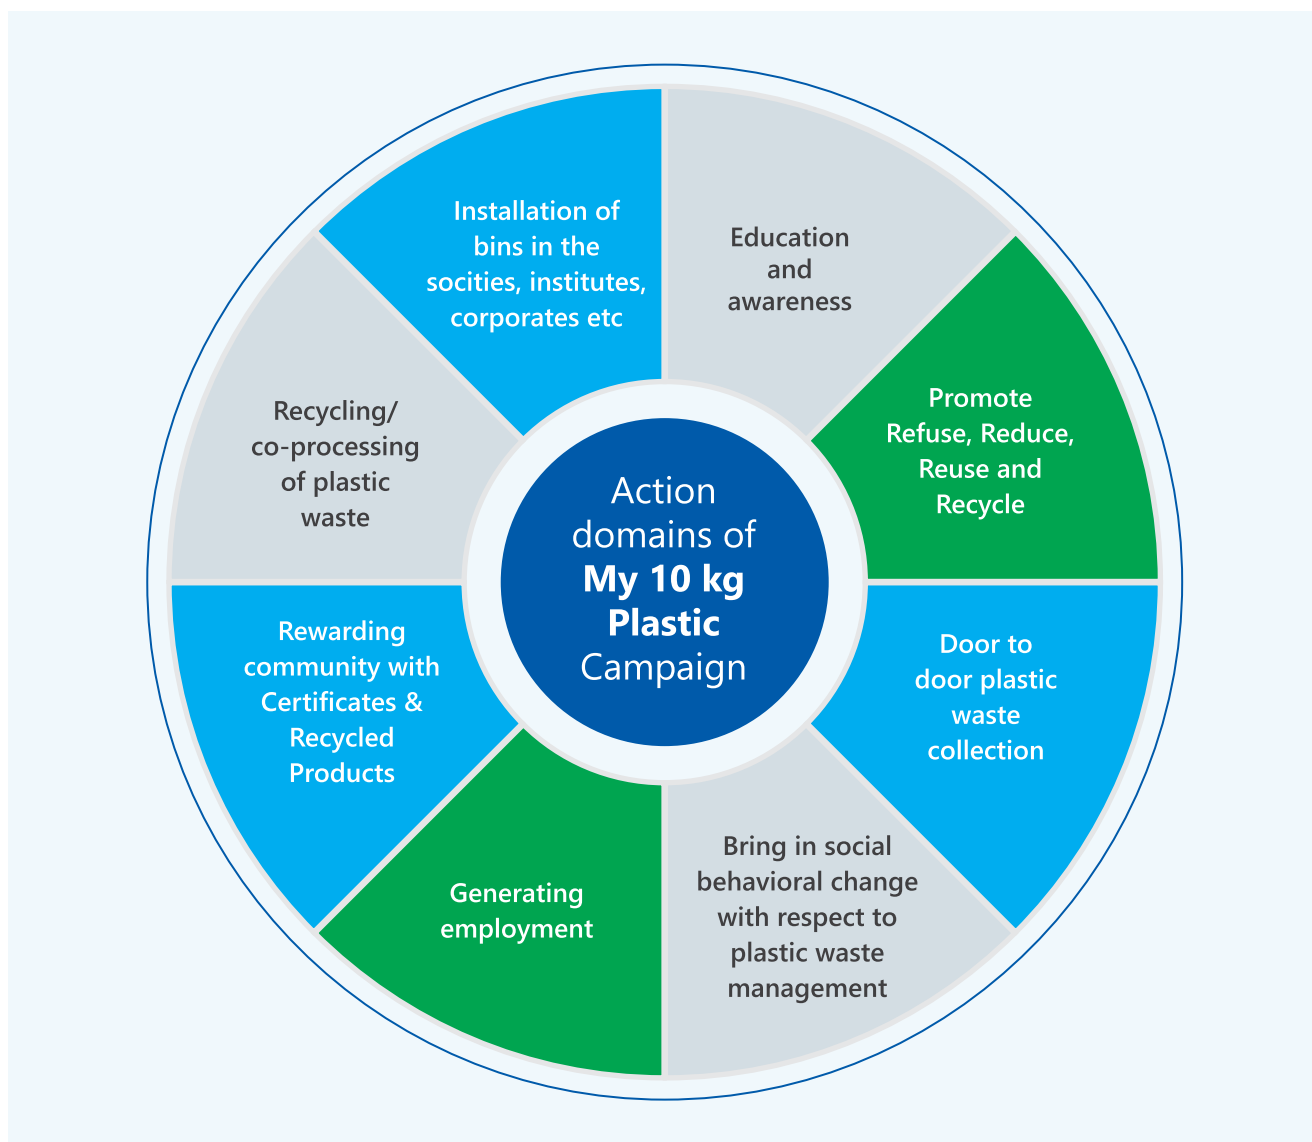 Installation of
bins in the
socities, institutes,
corporates etc
Education
and
awareness
Promote
Refuse, Reduce,
Reuse and
Recycle
Door to
door plastic
waste
collection
Bring in social
behavioral change
with respect to
plastic waste
management
Generating
employment
Rewarding
community with
Certificates &
Recycled
Products
Recycling/
co-processing
of plastic
waste
Action
domains of
My 10 kg
Plastic
Campaign